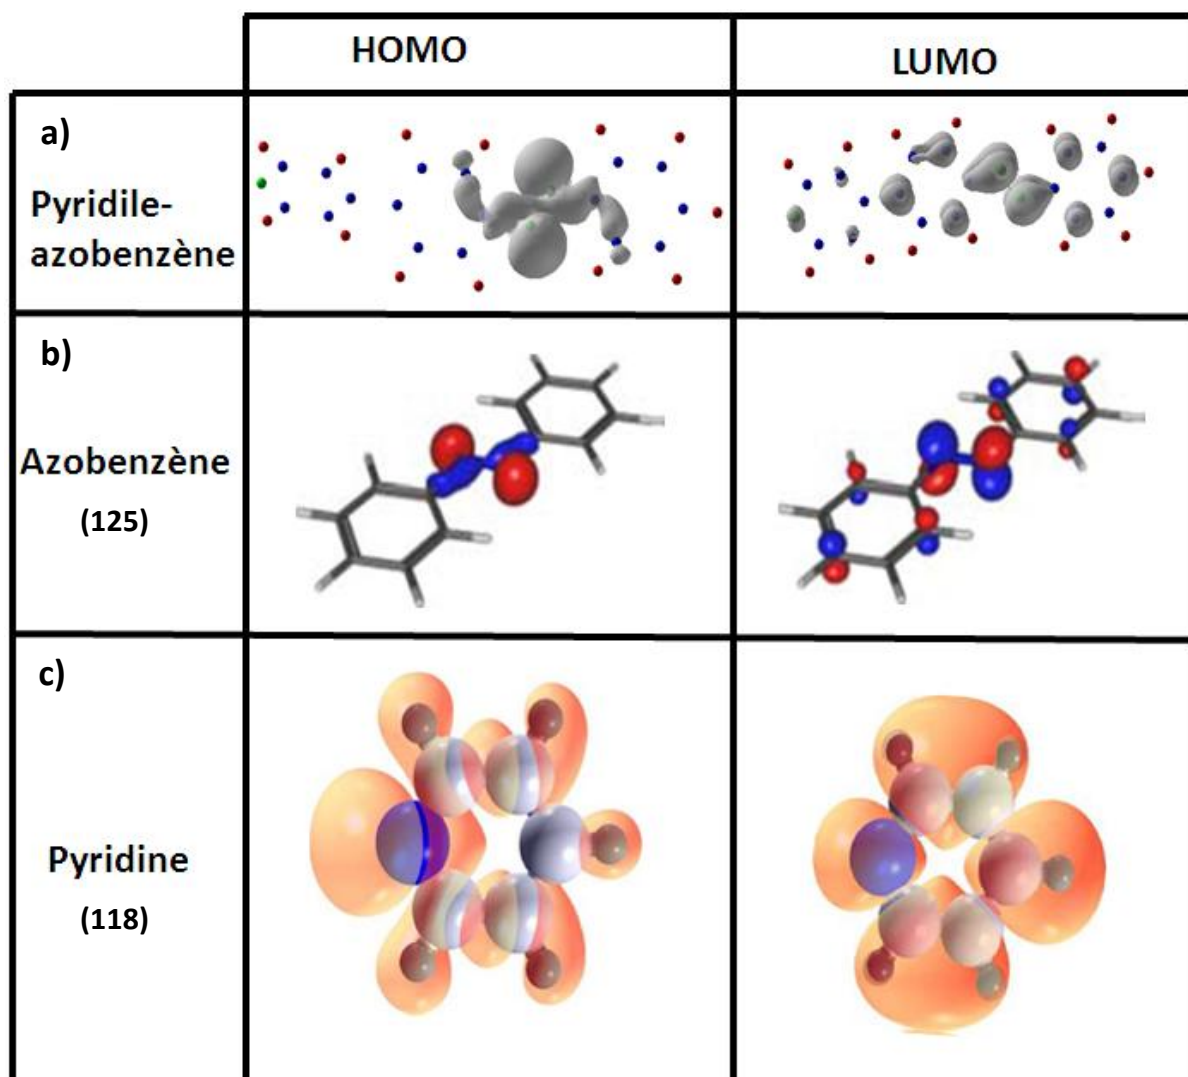 HOMO
LUMO
a)
Pyridile-
azobenzène
b)
Azobenzène
(125)
c)
Pyridine
(118)